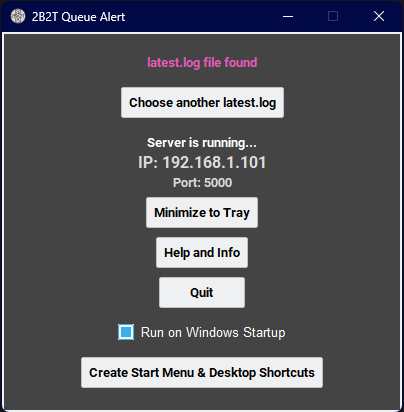 2B2T Queue Alert
latest.log file found
Choose another latest.log
Server is running...
IP: 192.168.1.101
Port: 5000
Minimize to Tray
Help and Info
Quit
Run on Windows Startup
Create Start Menu & Desktop Shortcuts